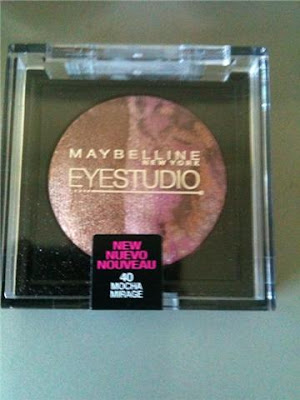 MAYBELLINE
NEW YORK
EYESTUDIO
NEW
NUEVO
NOUVEAU
40
MOCHA
MIRAGE